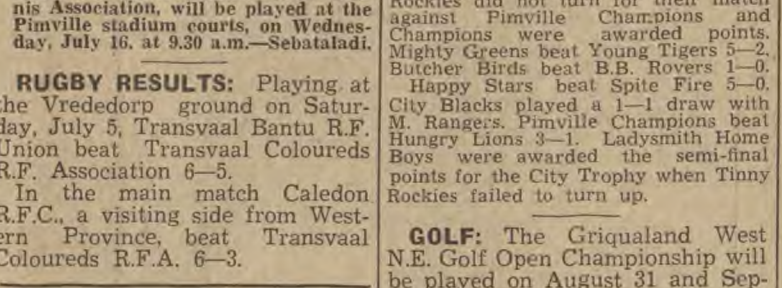 nis Association, will be played at the
Pimville stadium courts, on Wednes-
day, July 16, at 9.30 a.m.—Sebataladi.
RUGBY RESULTS: Playing at
the Vrededorp ground on Satur-
day, July 5, Transvaal Bantu R.F.
Union beat Transvaal Coloureds
R.F. Association 6—5.
In the main match Caledon
R.F.C., a visiting side from West-
ern Province, beat Transvaal
Coloureds R.F.A. 6—3.
Rockies did not turn for their match
against Pimville Champions and
Champions were awarded points.
Mighty Greens beat Young Tigers 5—2.
Butcher Birds beat B.B. Rovers 1—0.
Happy Stars beat Spite Fire 5—0.
City Blacks played a 1—1 draw with
M. Rangers. Pimville Champions beat
Hungry Lions 3—1. Ladysmith Home
Boys were awarded the semi-final
points for the City Trophy when Tinny
Rockies failed to turn up.
GOLF: The Griqualand West
N.E. Golf Open Championship will
be played on August 31 and Sep-